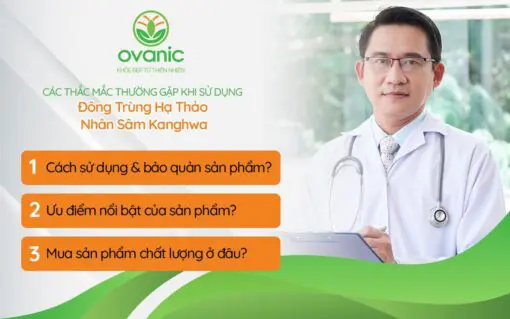 ovanic
KHỎE ĐẸP TỪ THIÊN NHIÊN
CÁC THẮC MẮC THƯỜNG GẶP KHI SỬ DỤNG
Đông Trùng Hạ Thảo
Nhân Sâm Kanghwa
1 Cách sử dụng & bảo quản sản phẩm?
2 Ưu điểm nổi bật của sản phẩm?
3 Mua sản phẩm chất lượng ở đâu?